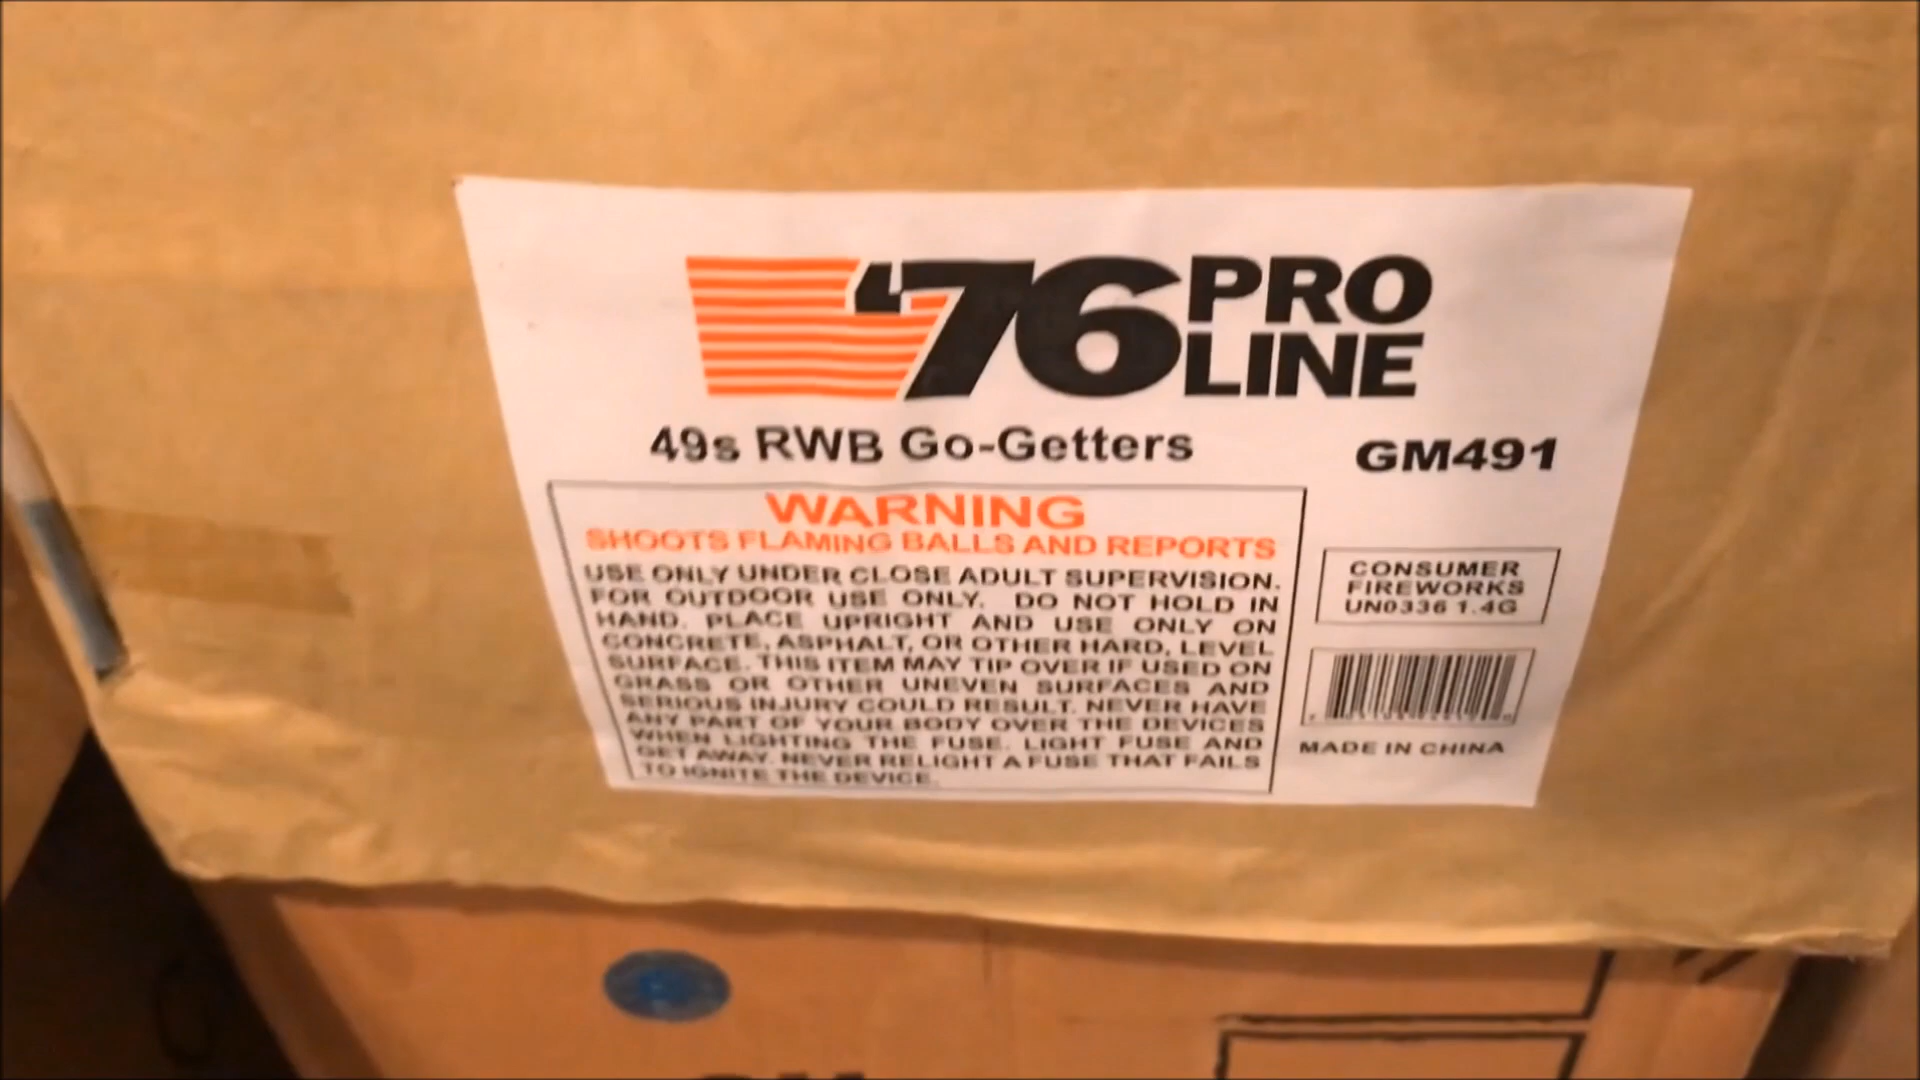 '76 PRO LINE
49s RWB Go-Getters
GM491
WARNING
SHOOTS FLAMING BALLS AND REPORTS
USE ONLY UNDER CLOSE ADULT SUPERVISION.
FOR OUTDOOR USE ONLY. DO NOT HOLD IN
HAND. PLACE UPRIGHT AND USE ONLY ON
CONCRETE, ASPHALT, OR OTHER HARD, LEVEL
SURFACE. THIS ITEM MAY TIP OVER IF USED ON
GRASS OR OTHER UNEVEN SURFACES AND
SERIOUS INJURY COULD RESULT. NEVER HAVE
ANY PART OF YOUR BODY OVER THE DEVICES
WHEN LIGHTING THE FUSE. LIGHT FUSE AND
GET AWAY. NEVER RELIGHT A FUSE THAT FAILS
TO IGNITE THE DEVICE.
CONSUMER
FIREWORKS
UN0336 1.4G
MADE IN CHINA